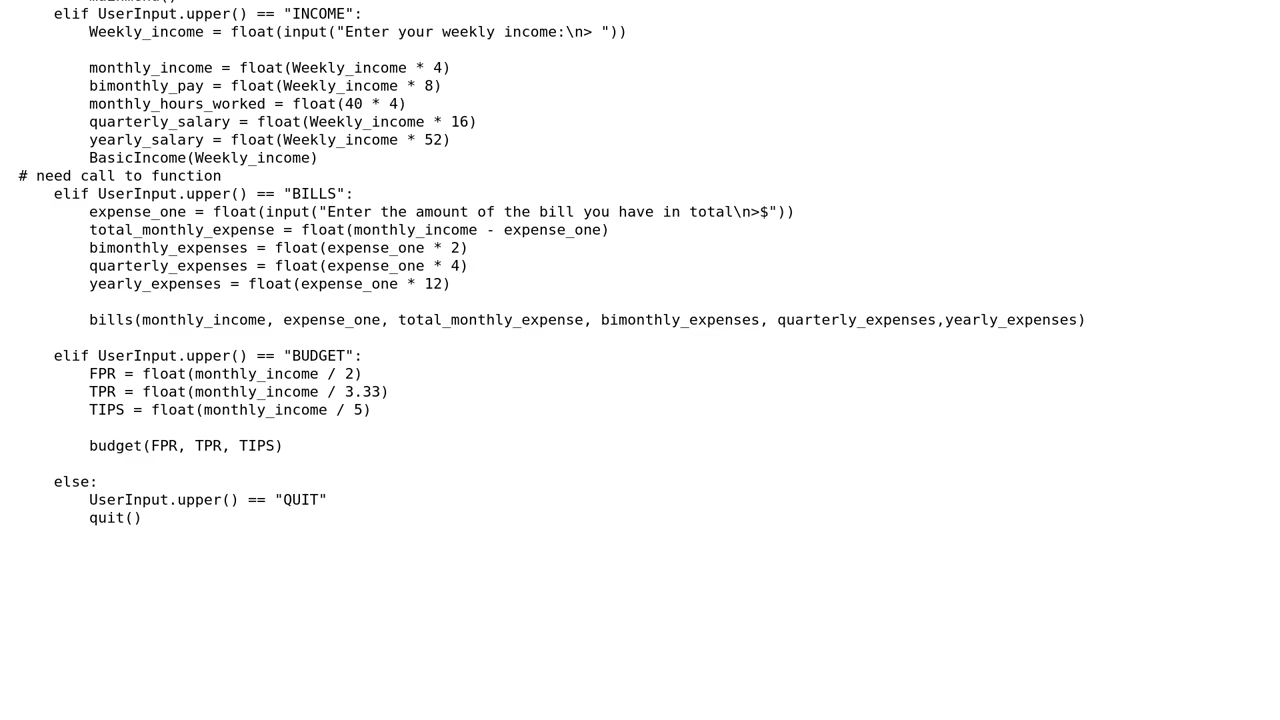 elif UserInput.upper() == "INCOME":
Weekly_income = float(input("Enter your weekly income:\n> "))
monthly_income = float(Weekly_income * 4)
bimonthly_pay = float(Weekly_income * 8)
monthly_hours_worked = float(40 * 4)
quarterly_salary = float(Weekly_income * 16)
yearly_salary = float(Weekly_income * 52)
BasicIncome(Weekly_income)
# need call to function
elif UserInput.upper() == "BILLS":
expense_one = float(input("Enter the amount of the bill you have in total\n>$"))
total_monthly_expense = float(monthly_income - expense_one)
bimonthly_expenses = float(expense_one * 2)
quarterly_expenses = float(expense_one * 4)
yearly_expenses = float(expense_one * 12)
bills(monthly_income, expense_one, total_monthly_expense, bimonthly_expenses, quarterly_expenses,yearly_expenses)
elif UserInput.upper() == "BUDGET":
FPR = float(monthly_income / 2)
TPR = float(monthly_income / 3.33)
TIPS = float(monthly_income / 5)
budget(FPR, TPR, TIPS)
else:
UserInput.upper() == "QUIT"
quit()